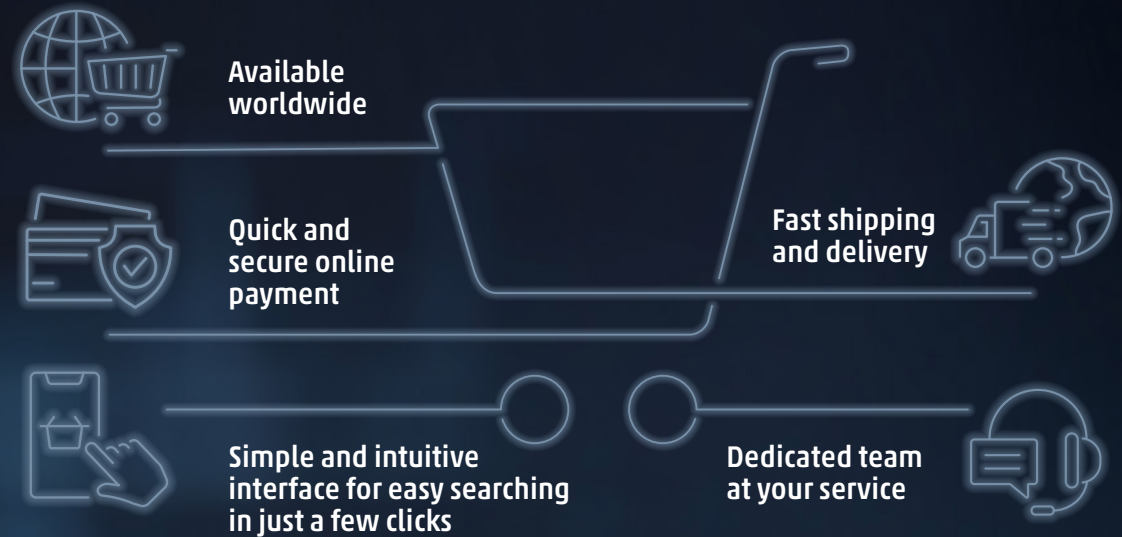 Available
worldwide
Quick and
secure online
payment
Fast shipping
and delivery
Simple and intuitive
interface for easy searching
in just a few clicks
Dedicated team
at your service